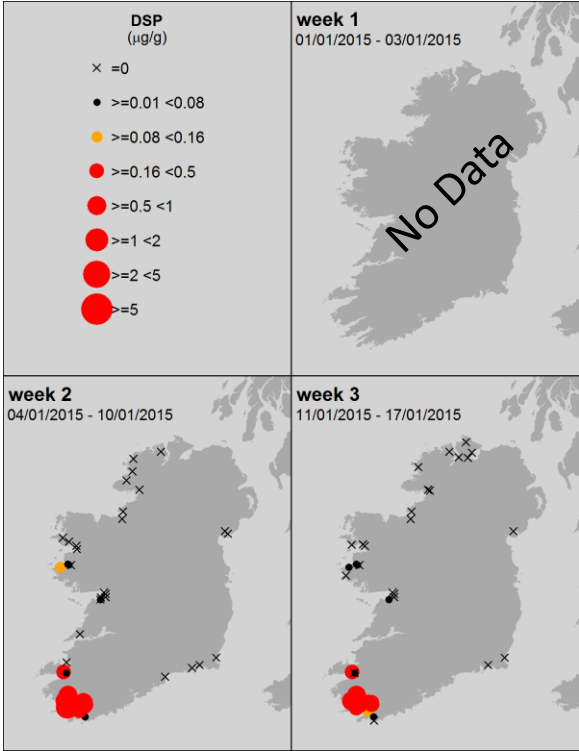 DSP
(µg/g)
=0
>=0.01 <0.08
>=0.08 <0.16
>=0.16 <0.5
>=0.5 <1
>=1 <2
>=2 <5
>=5
week 1
01/01/2015 - 03/01/2015
No Data
week 2
04/01/2015 - 10/01/2015
week 3
11/01/2015 - 17/01/2015